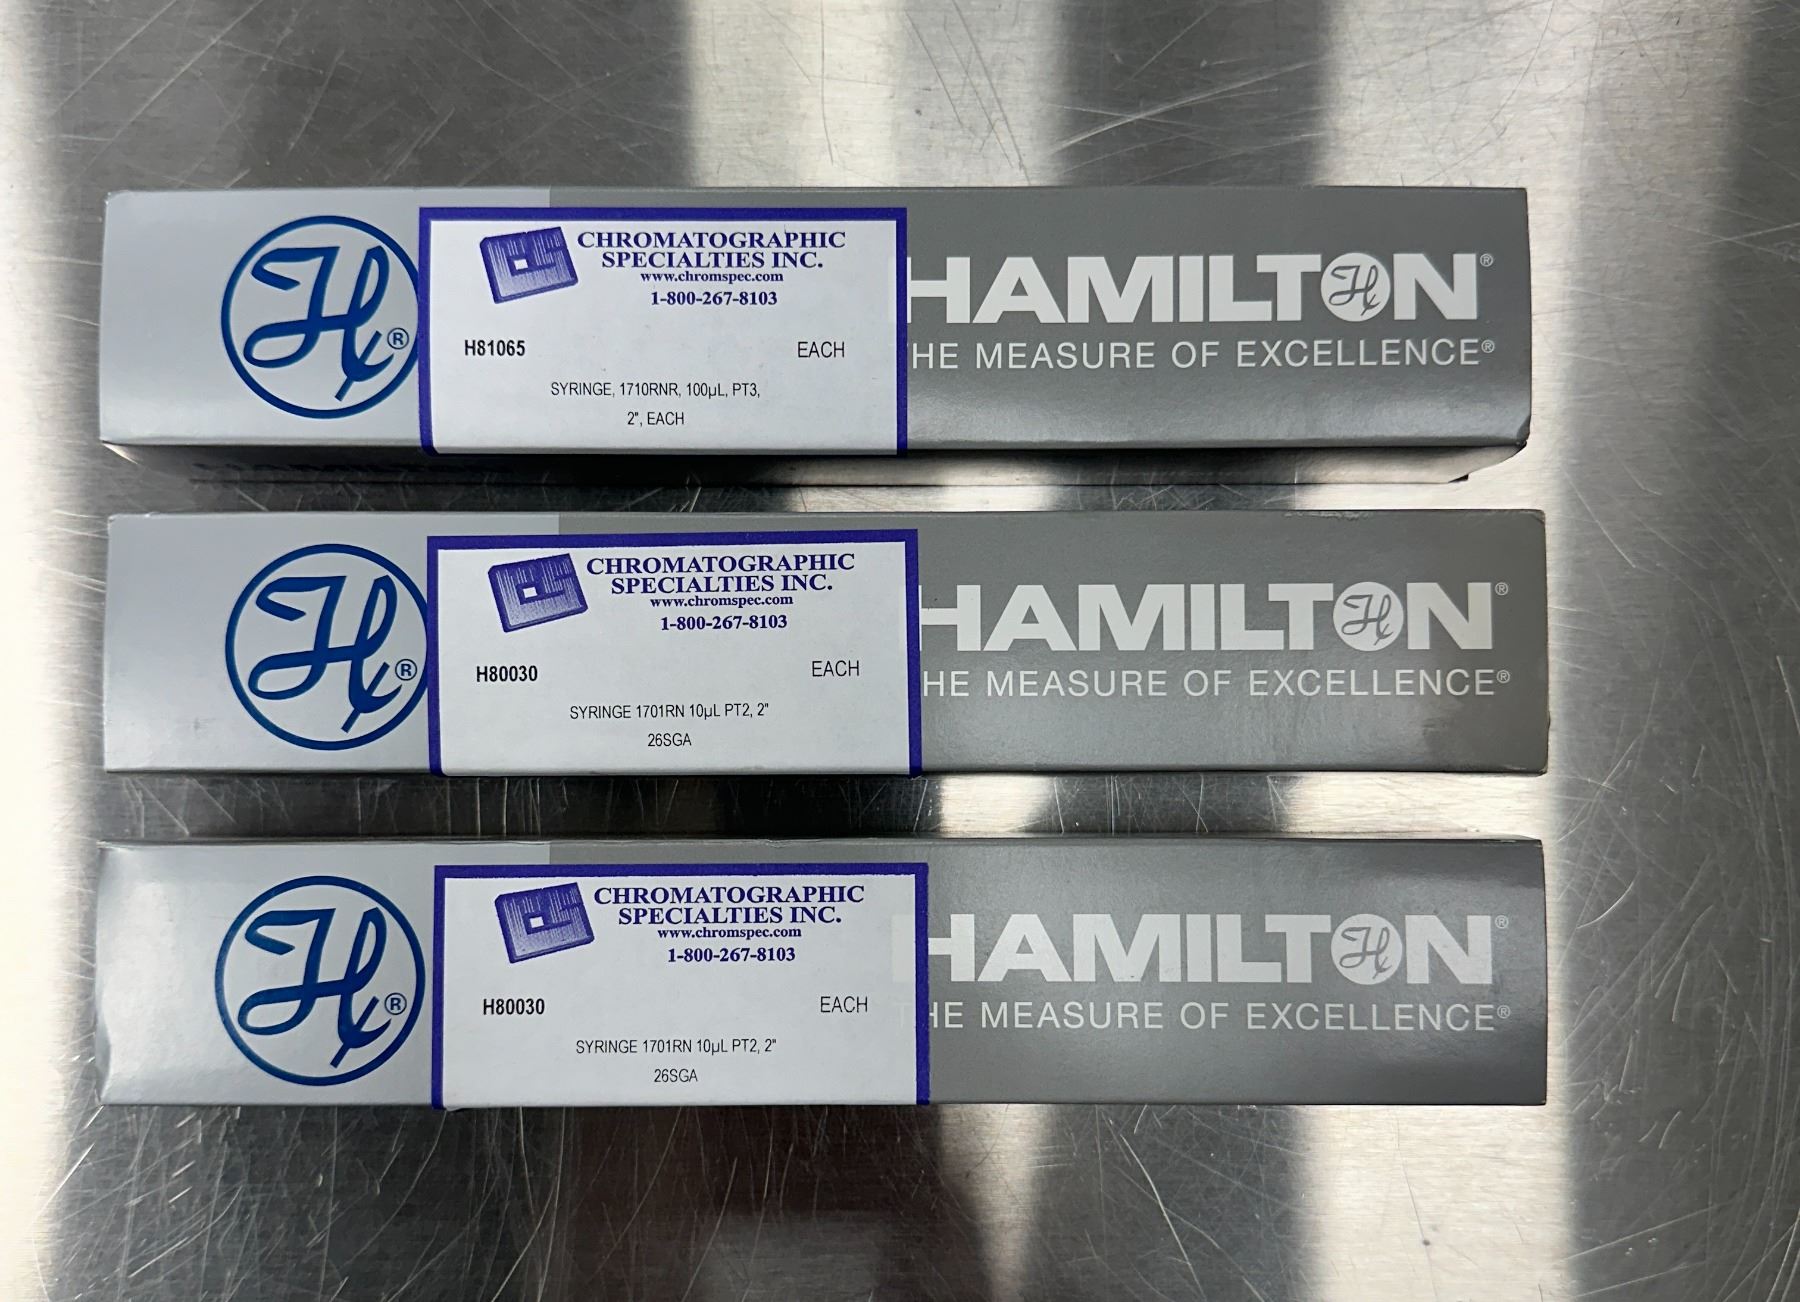 CHROMATOGRAPHIC
SPECIALTIES INC.
www.chromspec.com
1-800-267-8103
H81065 EACH
SYRINGE, 1710RNR, 100µL, PT3,
2", EACH
HAMILTON®
HE MEASURE OF EXCELLENCE®
HAMILTON
CHROMATOGRAPHIC
SPECIALTIES INC.
www.chromspec.com
1-800-267-8103
H80030 EACH
SYRINGE 1701RN 10µL PT2, 2"
26SGA
HAMILTON®
HE MEASURE OF EXCELLENCE®
CHROMATOGRAPHIC
SPECIALTIES INC.
www.chromspec.com
1-800-267-8103
H80030 EACH
SYRINGE 1701RN 10µL PT2, 2"
26SGA
HAMILTON®
THE MEASURE OF EXCELLENCE®